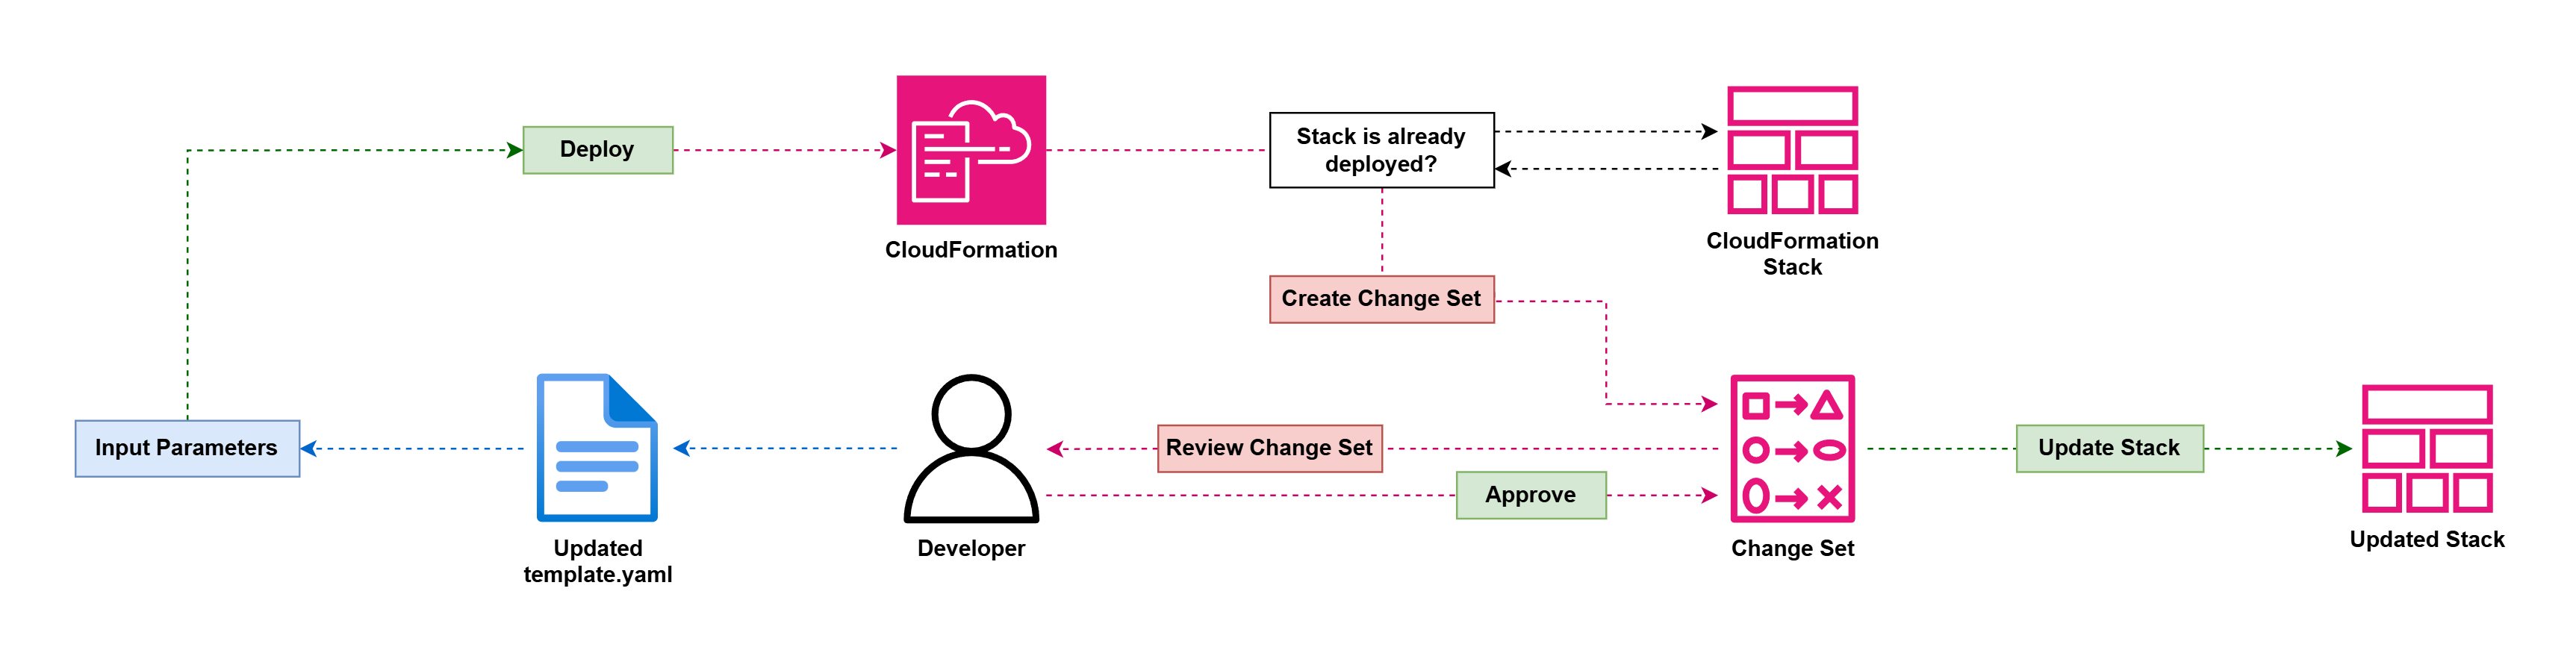 Deploy
CloudFormation
Stack is already
deployed?
CloudFormation
Stack
Create Change Set
Input Parameters
Updated
template.yaml
Developer
Review Change Set
Approve
Change Set
Update Stack
Updated Stack